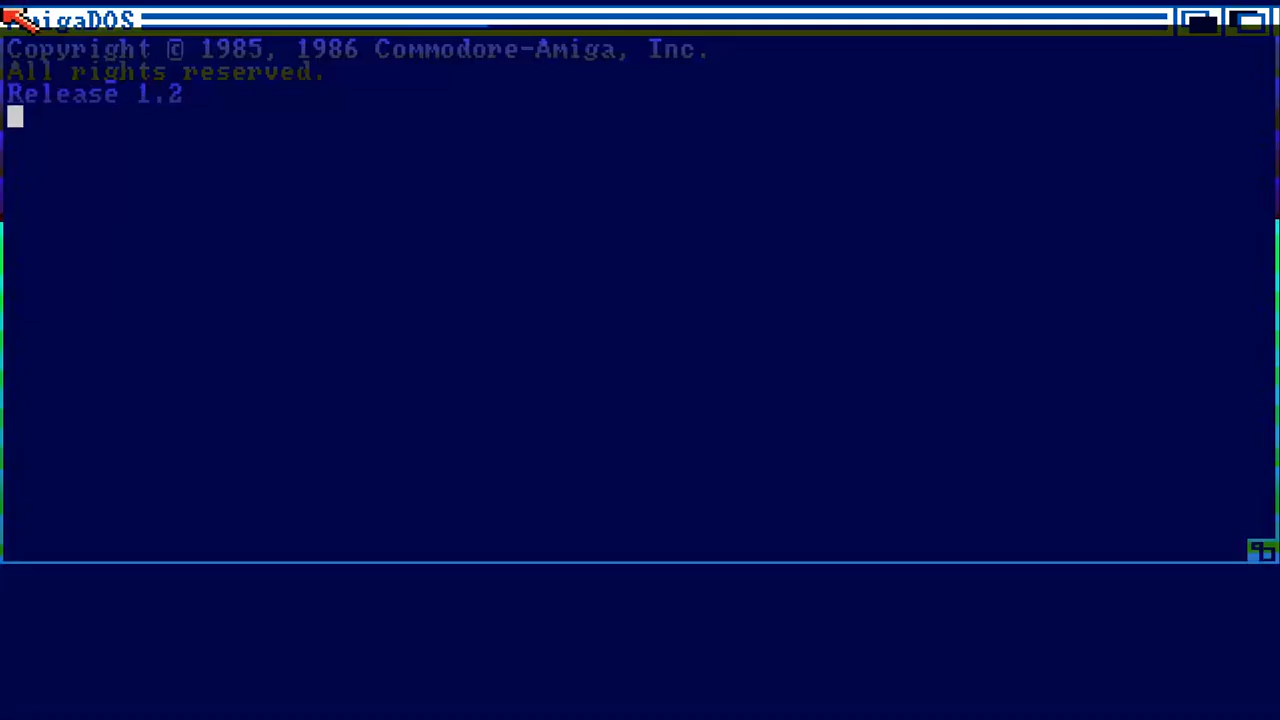 AmigaDOS
Copyright © 1985, 1986 Commodore-Amiga, Inc.
All rights reserved.
Release 1.2